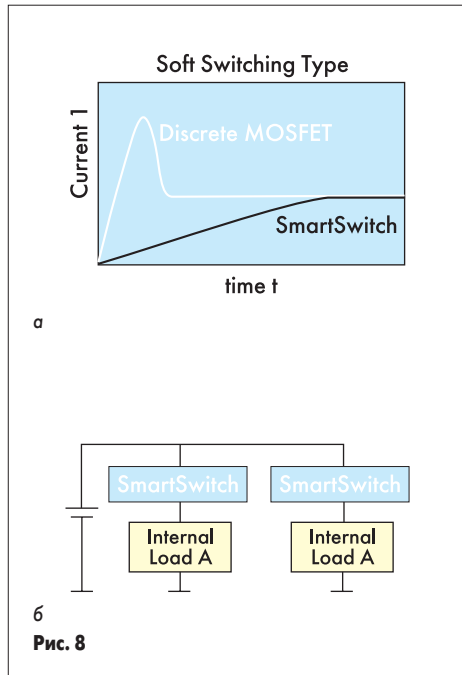 Soft Switching Type
Current 1
Discrete MOSFET
SmartSwitch
time t
а
SmartSwitch SmartSwitch
Internal Internal
Load A Load A
б
Рис. 8